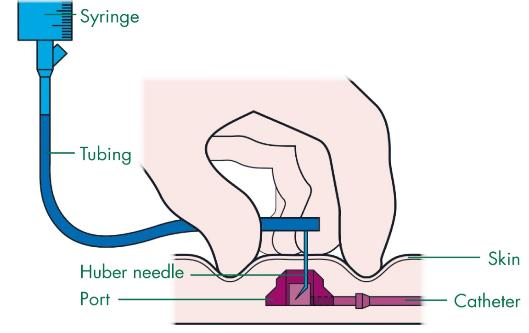 Syringe
Tubing
Skin
Huber needle
Port
Catheter